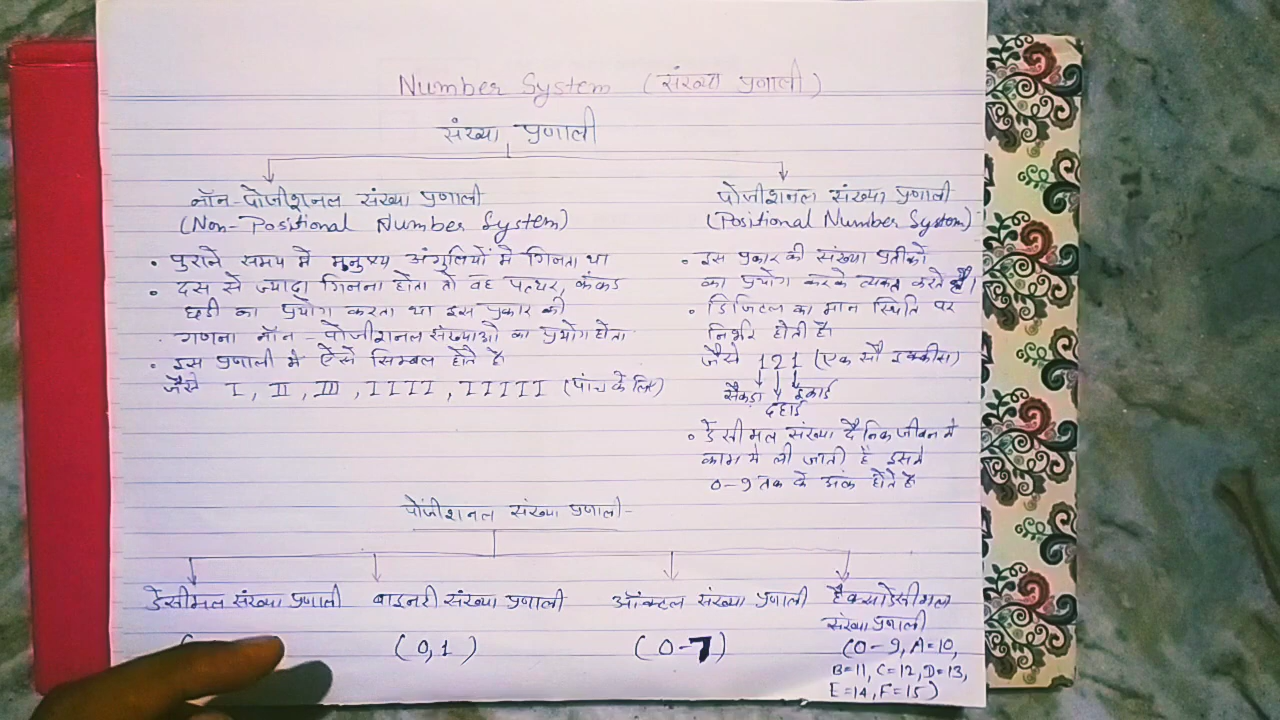 Number System (संख्या प्रणाली)
संख्या प्रणाली
नॉन-पोजीशनल संख्या प्रणाली
(Non-Positional Number System)
• पुराने समय में मनुष्य अंगुलियों से गिनता था
• दस से ज्यादा गिनना होता तो वह पत्थर, कंकड
छडी का प्रयोग करता था इस प्रकार की
गणना नॉन-पोजीशनल संख्याओ का प्रयोग होता
• इस प्रणाली मे ऐसे सिम्बल होते है
जैसे I, II, III, IIII, IIIII (पांच के लिए)
पोजीशनल संख्या प्रणाली
(Positional Number System)
• इस प्रकार की संख्या प्रतीको
का प्रयोग करके व्यक्त करते है।
• डिजिटल का मान स्थिति पर
निर्भर होती है।
जैसे 121 (एक सौ इक्कीस)
सैकडा इकाई
दहाई
• डेसीमल संख्या दैनिक जीवन मे
काम मे ली जाती है इसमे
0-9 तक के अंक होते है
पोजीशनल संख्या प्रणाली-
डेसीमल संख्या प्रणाली बाइनरी संख्या प्रणाली ऑक्टल संख्या प्रणाली हैक्साडेसीमल
संख्या प्रणाली
(0,1) (0-7) (0-9, A=10,
B=11, C=12, D=13,
E=14, F=15)